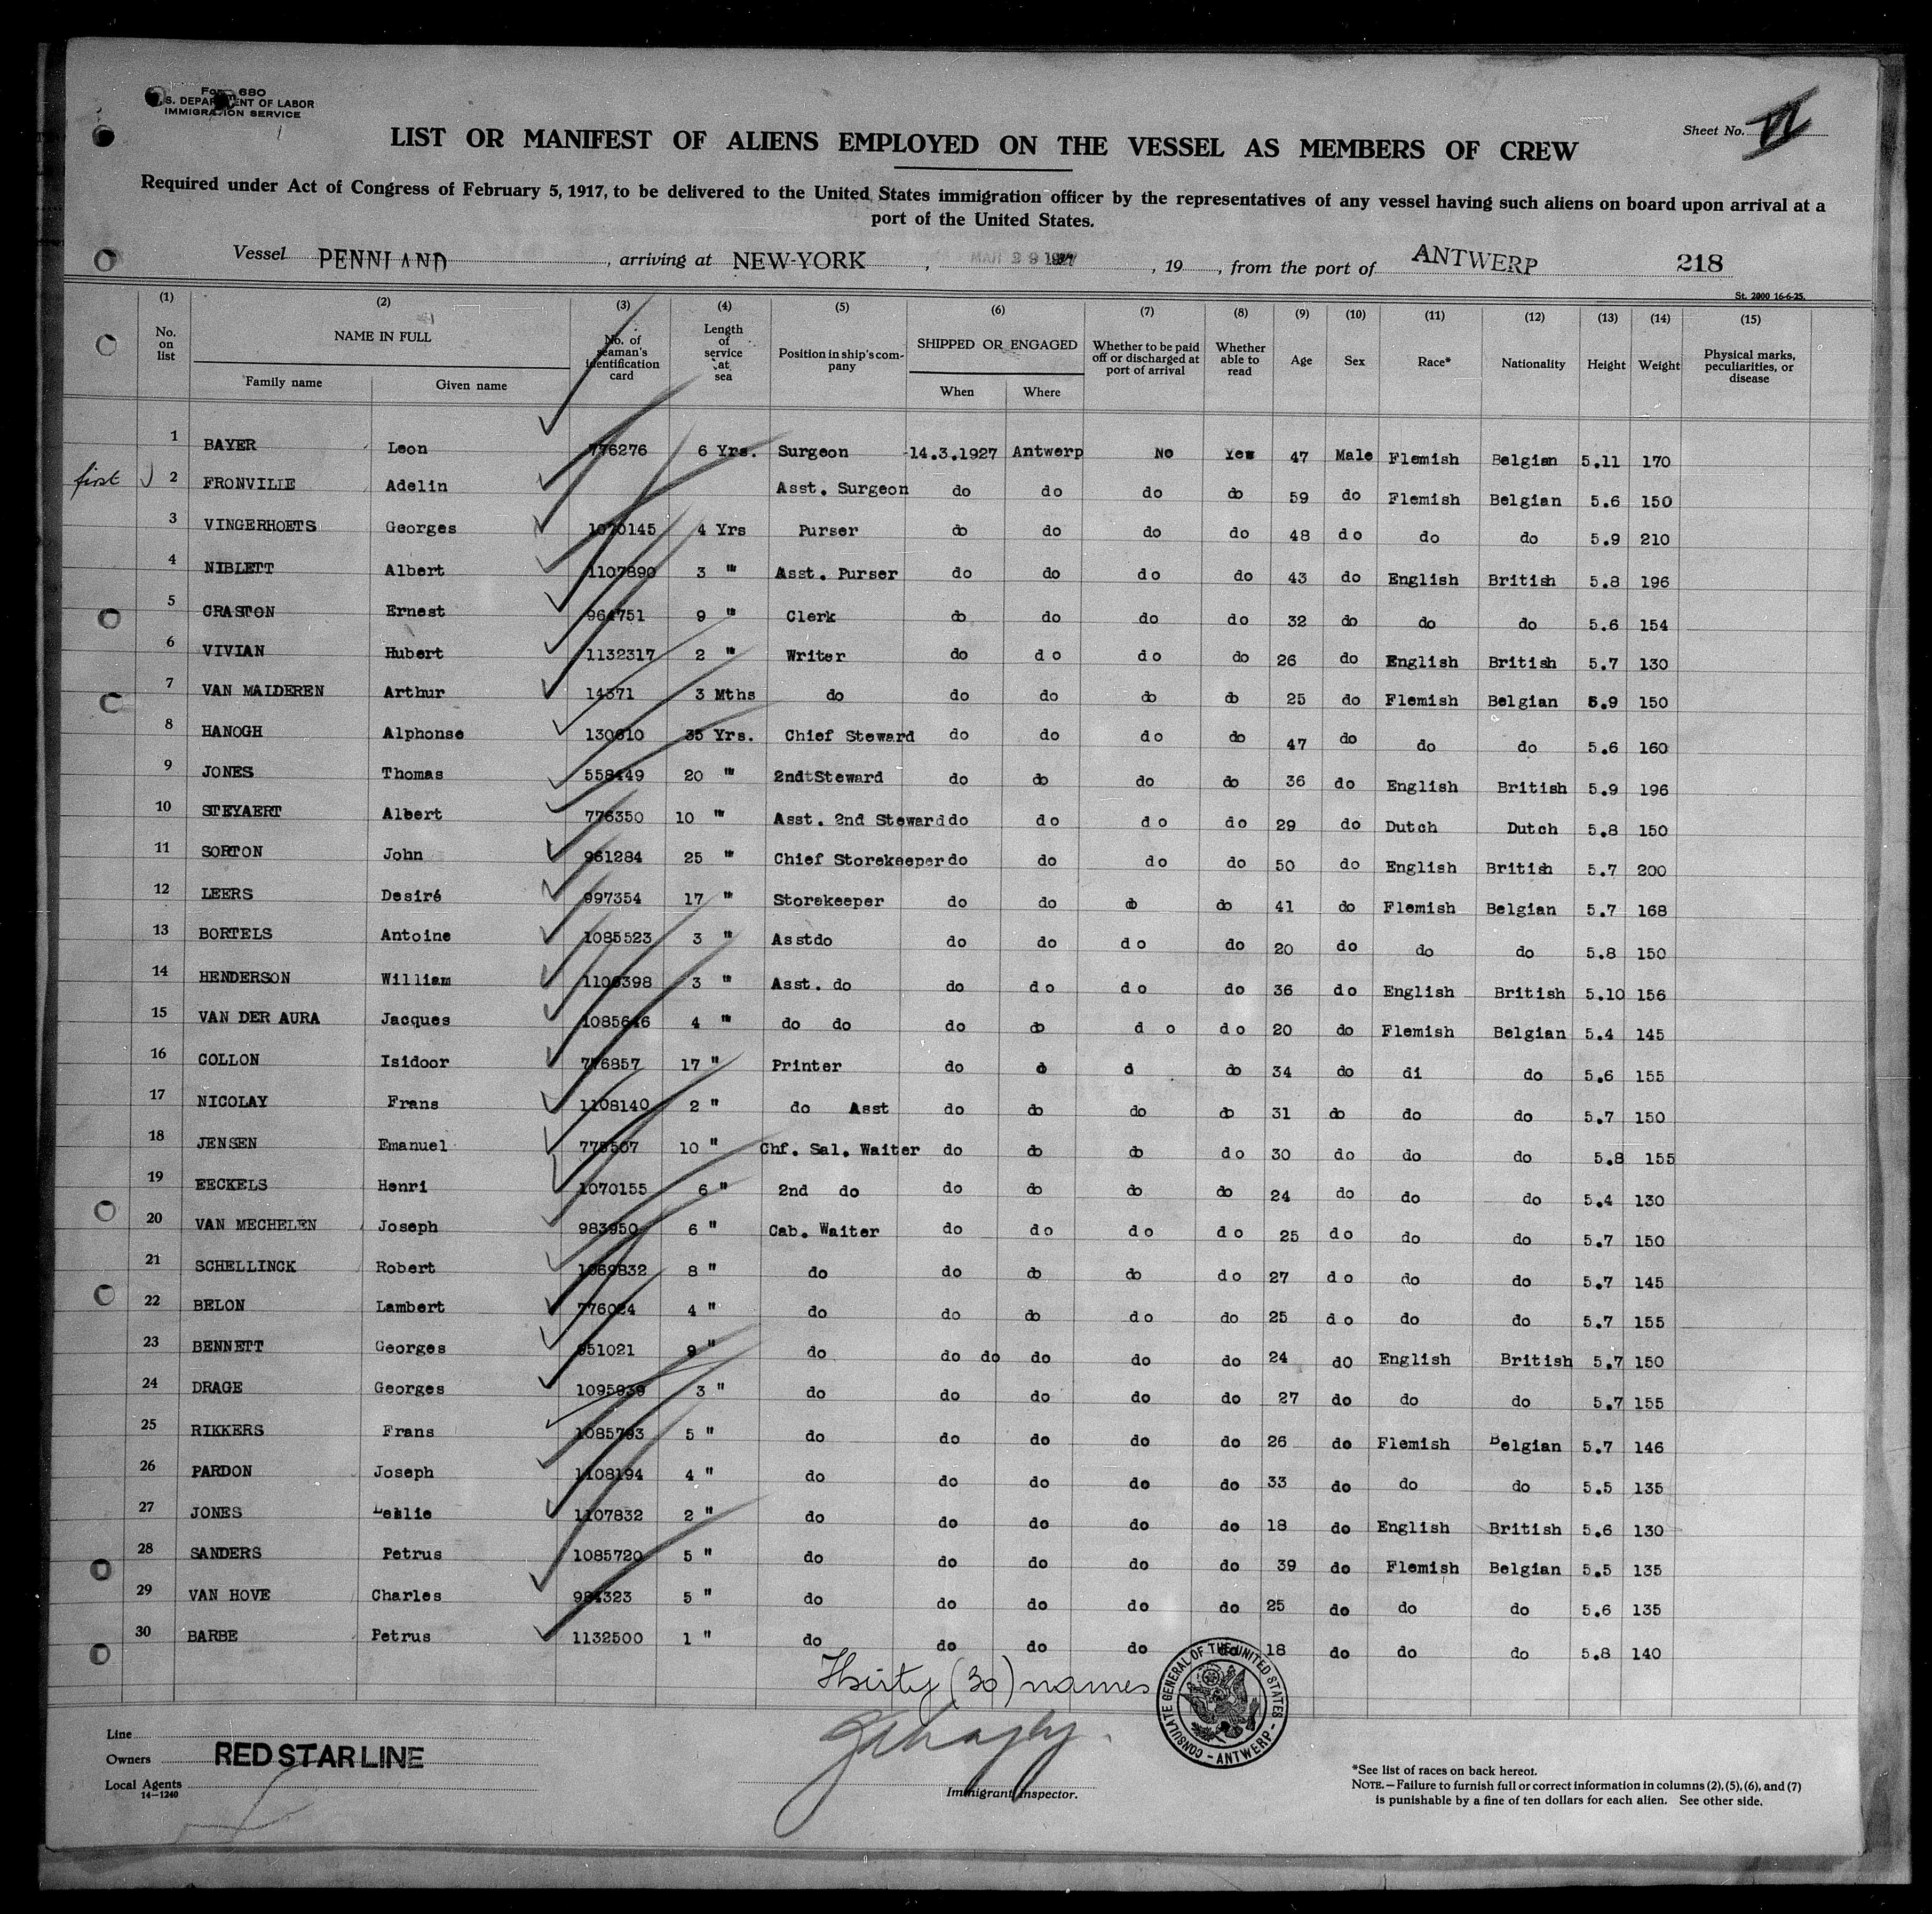 Form 680
U.S. DEPARTMENT OF LABOR
IMMIGRATION SERVICE
Sheet No.
LIST OR MANIFEST OF ALIENS EMPLOYED ON THE VESSEL AS MEMBERS OF CREW
Required under Act of Congress of February 5, 1917, to be delivered to the United States immigration officer by the representatives of any vessel having such aliens on board upon arrival at a
port of the United States.
Vessel PENNLAND, arriving at NEW-YORK, MAR 29 1927, 19, from the port of ANTWERP 218
St. 2000 16-6-25.
(1) (2) (3) (4) (5) (6) (7) (8) (9) (10) (11) (12) (13) (14) (15)
No. on list NAME IN FULL Family name Given name No. of seaman's identification card Length of service at sea Position in ship's company SHIPPED OR ENGAGED When Where Whether to be paid off or discharged at port of arrival Whether able to read Age Sex Race* Nationality Height Weight Physical marks, peculiarities, or disease
1 BAYER Leon 776276 6 Yrs. Surgeon 14.3.1927 Antwerp No Yes 47 Male Flemish Belgian 5.11 170
first 2 FRONVILLE Adelin Asst. Surgeon do do do do 59 do Flemish Belgian 5.6 150
3 VINGERHOETS Georges 1070145 4 Yrs Purser do do do do 48 do do do 5.9 210
4 NIBLETT Albert 1107890 3 " Asst. Purser do do do do 43 do English British 5.8 196
5 CRASTON Ernest 964751 9 " Clerk do do do do 32 do do do 5.6 154
6 VIVIAN Hubert 1132317 2 " Writer do do do do 26 do English British 5.7 130
7 VAN MALDEREN Arthur 14371 3 Mths do do do do do 25 do Flemish Belgian 5.9 150
8 HANOGH Alphonse 130610 35 Yrs. Chief Steward do do do do 47 do do do 5.6 160
9 JONES Thomas 558449 20 " 2ndtSteward do do do do 36 do English British 5.9 196
10 STEYAERT Albert 776350 10 " Asst. 2nd Steward do do do do 29 do Dutch Dutch 5.8 150
11 SORTON John 961284 25 " Chief Storekeeper do do do do 50 do English British 5.7 200
12 LEERS Desiré 997354 17 " Storekeeper do do do do 41 do Flemish Belgian 5.7 168
13 BORTELS Antoine 1085523 3 " Asstdo do do do do 20 do do do 5.8 150
14 HENDERSON William 1106398 3 " Asst. do do do do do 36 do English British 5.10 156
15 VAN DER AURA Jacques 1085646 4 " do do do do d o do 20 do Flemish Belgian 5.4 145
16 COLLON Isidoor 776857 17 " Printer do d d do 34 do di do 5.6 155
17 NICOLAY Frans 1108140 2 " do Asst do do do do 31 do do do 5.7 150
18 JENSEN Emanuel 775507 10 " Chf. Sal. Waiter do do do do 30 do do do 5.8 155
19 EECKELS Henri 1070155 6 " 2nd do do do do do 24 do do do 5.4 130
20 VAN MECHELEN Joseph 983950 6 " Cab. Waiter do do do do 25 do do do 5.7 150
21 SCHELLINCK Robert 1069832 8 " do do do do do 27 do do do 5.7 145
22 BELON Lambert 776024 4 " do do do do do 25 do do do 5.7 155
23 BENNETT Georges 951021 9 " do do do do do do 24 do English British 5.7 150
24 DRAGE Georges 1095939 3 " do do do do do 27 do do do 5.7 155
25 RIKKERS Frans 1085793 5 " do do do do do 26 do Flemish Belgian 5.7 146
26 PARDON Joseph 1108194 4 " do do do do do 33 do do do 5.5 135
27 JONES Leslie 1107832 2 " do do do do do 18 do English British 5.6 130
28 SANDERS Petrus 1085720 5 " do do do do do 39 do Flemish Belgian 5.5 135
29 VAN HOVE Charles 984323 5 " do do do do do 25 do do do 5.6 135
30 BARBE Petrus 1132500 1 " do do do do do 18 do do do 5.8 140
Thirty (30) names
CONSULATE GENERAL OF THE UNITED STATES - ANTWERP -
Line
Owners RED STAR LINE
Local Agents
14—1240
Immigrant Inspector.
*See list of races on back hereof.
NOTE.—Failure to furnish full or correct information in columns (2), (5), (6), and (7)
is punishable by a fine of ten dollars for each alien. See other side.